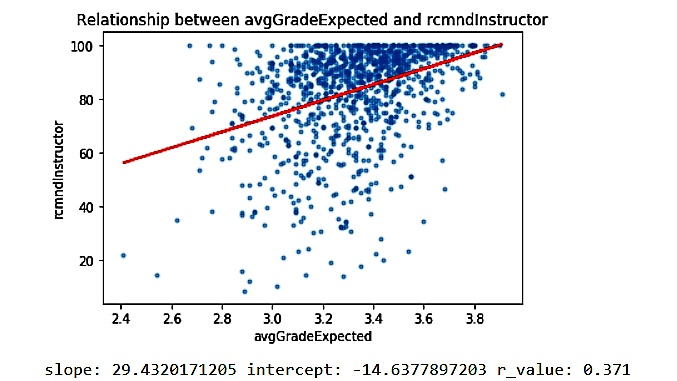 Relationship between avgGradeExpected and rcmndInstructor
rcmndInstructor
100
80
60
40
20
2.4 2.6 2.8 3.0 3.2 3.4 3.6 3.8
avgGradeExpected
slope: 29.4320171205 intercept: -14.6377897203 r_value: 0.371